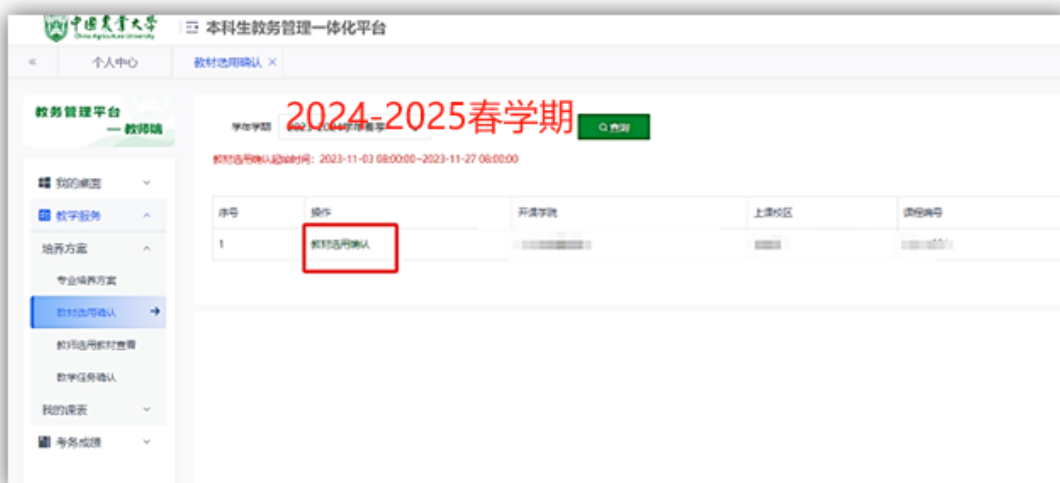 中国农业大学
China Agricultural University
本科生教务管理一体化平台
个人中心
教材选用确认 ×
教务管理平台
— 教师端
学年学期
2024-2025春学期
查询
教材选用确认起始时间：2023-11-03 08:00:00~2023-11-27 08:00:00
我的桌面
教学服务
培养方案
专业培养方案
教材选用确认
教师选用教材查看
教学任务确认
我的课表
考务成绩
序号 操作 开课学院 上课校区 课程编号
1 教材选用确认